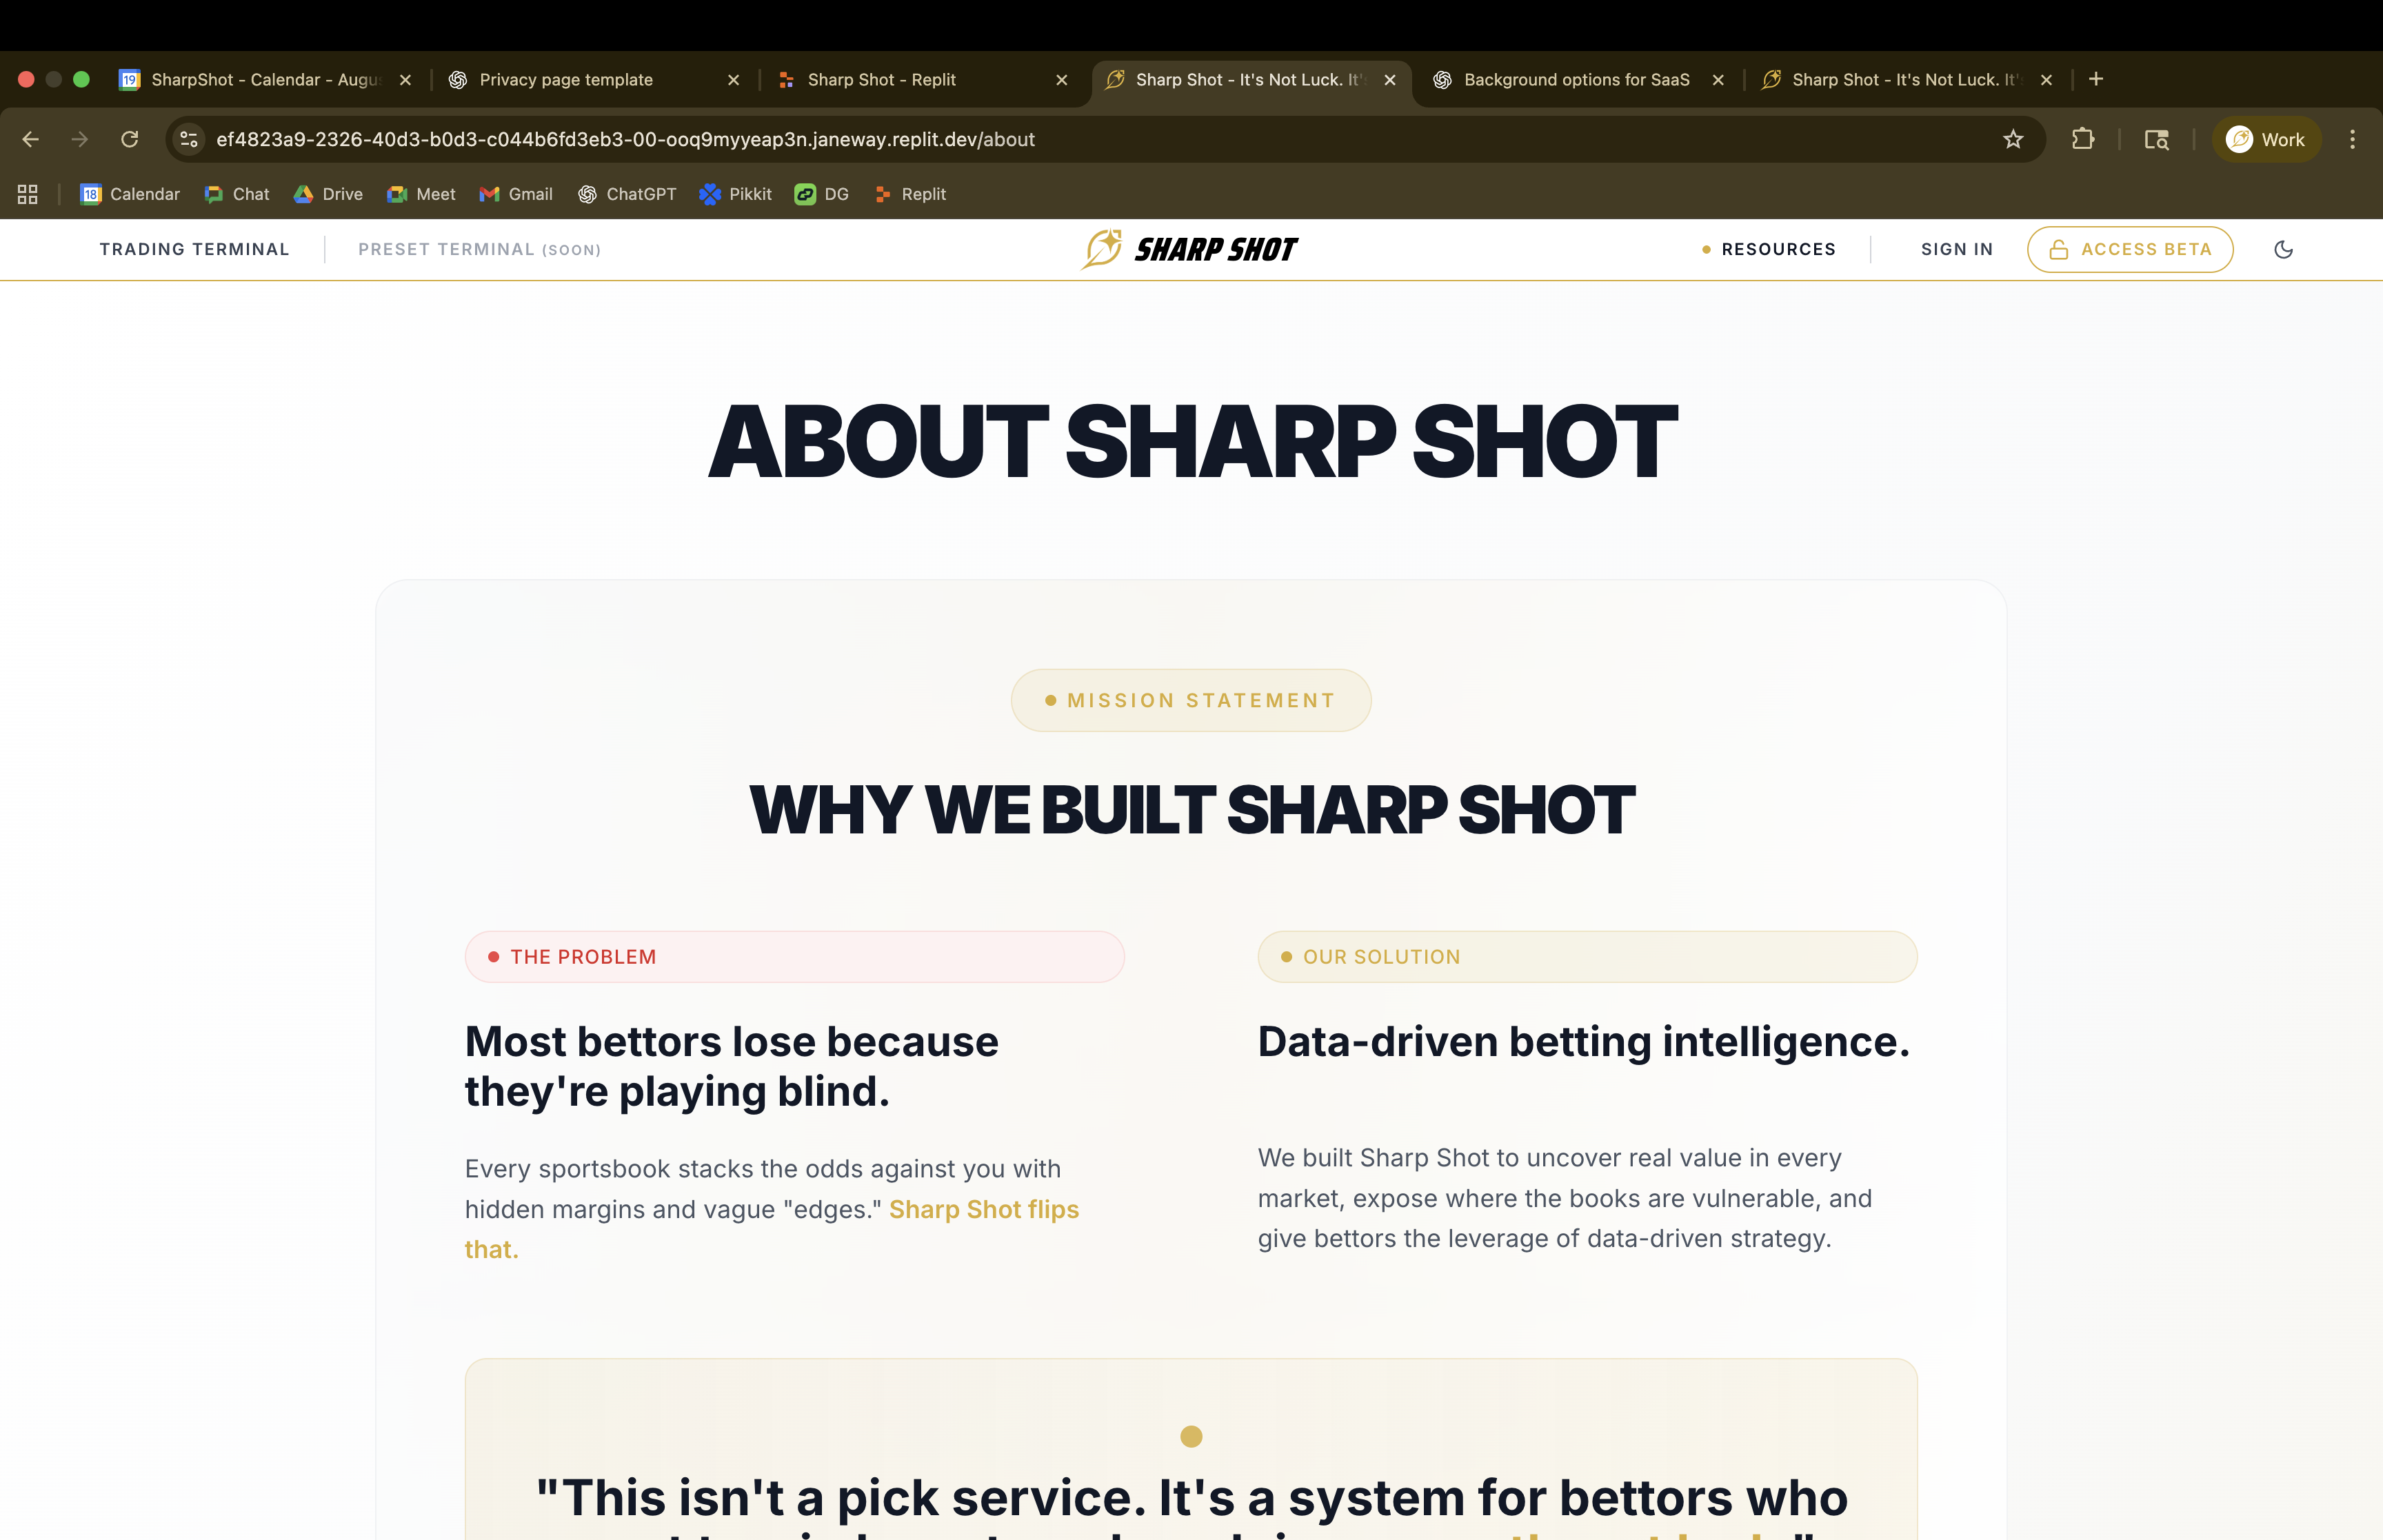 SharpShot - Calendar - Augu
Privacy page template
Sharp Shot - Replit
Sharp Shot - It's Not Luck. It'
Background options for SaaS
Sharp Shot - It's Not Luck. It'
ef4823a9-2326-40d3-b0d3-c044b6fd3eb3-00-ooq9myyeap3n.janeway.replit.dev/about
Work
Calendar
Chat
Drive
Meet
Gmail
ChatGPT
Pikkit
DG
Replit
TRADING TERMINAL
PRESET TERMINAL (SOON)
SHARP SHOT
RESOURCES
SIGN IN
ACCESS BETA
ABOUT SHARP SHOT
MISSION STATEMENT
WHY WE BUILT SHARP SHOT
THE PROBLEM
Most bettors lose because
they're playing blind.
Every sportsbook stacks the odds against you with
hidden margins and vague "edges." Sharp Shot flips
that.
OUR SOLUTION
Data-driven betting intelligence.
We built Sharp Shot to uncover real value in every
market, expose where the books are vulnerable, and
give bettors the leverage of data-driven strategy.
"This isn't a pick service. It's a system for bettors who